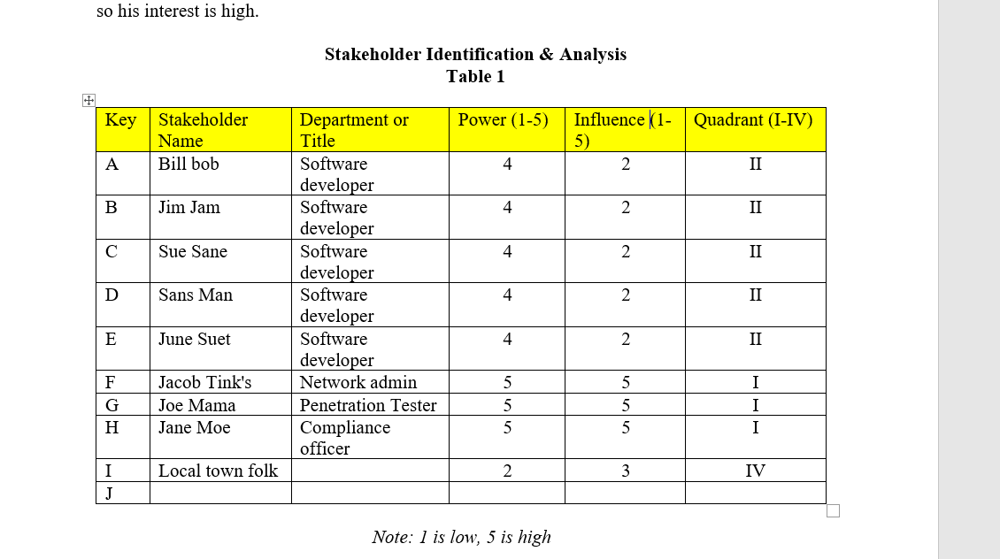 so his interest is high.
Stakeholder Identification & Analysis
Table 1
Key Stakeholder Name Department or Title Power (1-5) Influence (1-5) Quadrant (I-IV)
A Bill bob Software developer 4 2 II
B Jim Jam Software developer 4 2 II
C Sue Sane Software developer 4 2 II
D Sans Man Software developer 4 2 II
E June Suet Software developer 4 2 II
F Jacob Tink's Network admin 5 5 I
G Joe Mama Penetration Tester 5 5 I
H Jane Moe Compliance officer 5 5 I
I Local town folk 2 3 IV
J
Note: 1 is low, 5 is high